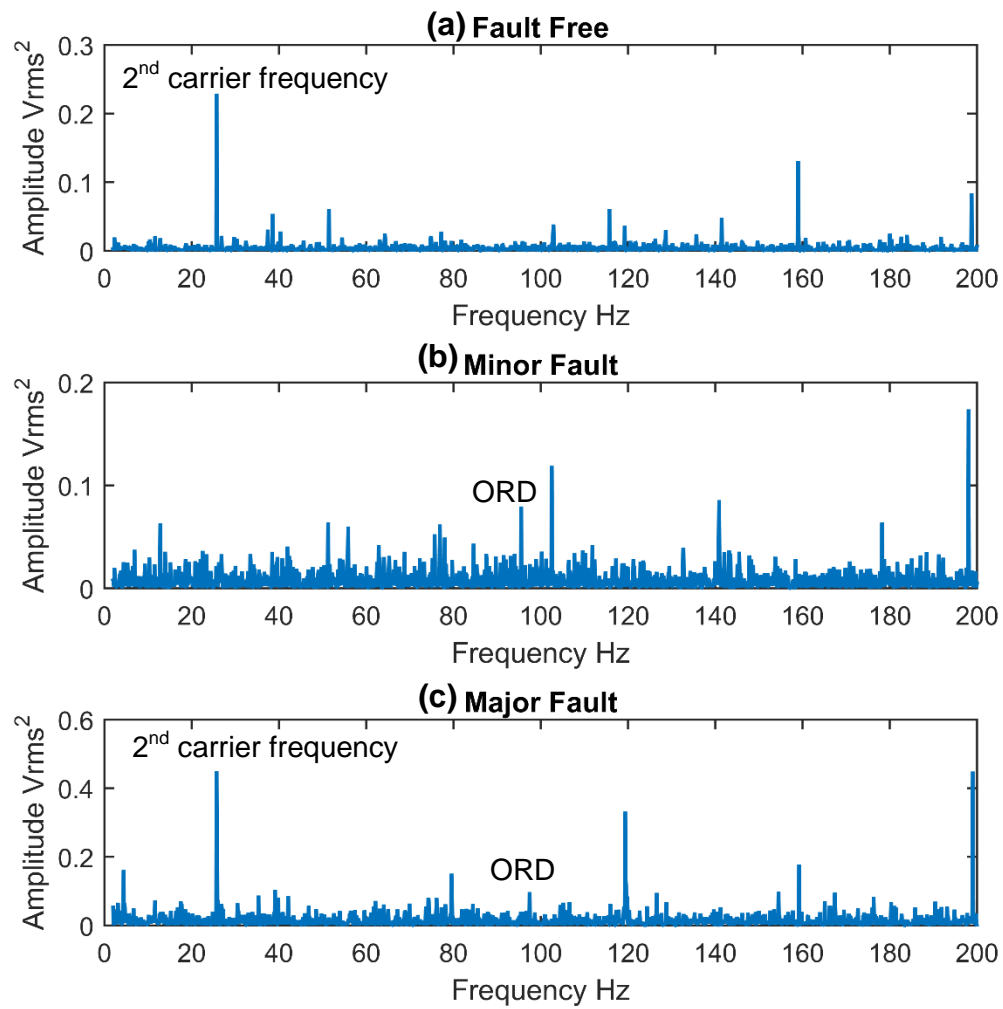 (a) Fault Free
0.3
2nd carrier frequency
0.2
0.1
0
Amplitude Vrms2
0 20 40 60 80 100 120 140 160 180 200
Frequency Hz
(b) Minor Fault
0.2
0.1
ORD
0
Amplitude Vrms2
0 20 40 60 80 100 120 140 160 180 200
Frequency Hz
(c) Major Fault
0.6
2nd carrier frequency
0.4
0.2
ORD
0
Amplitude Vrms2
0 20 40 60 80 100 120 140 160 180 200
Frequency Hz